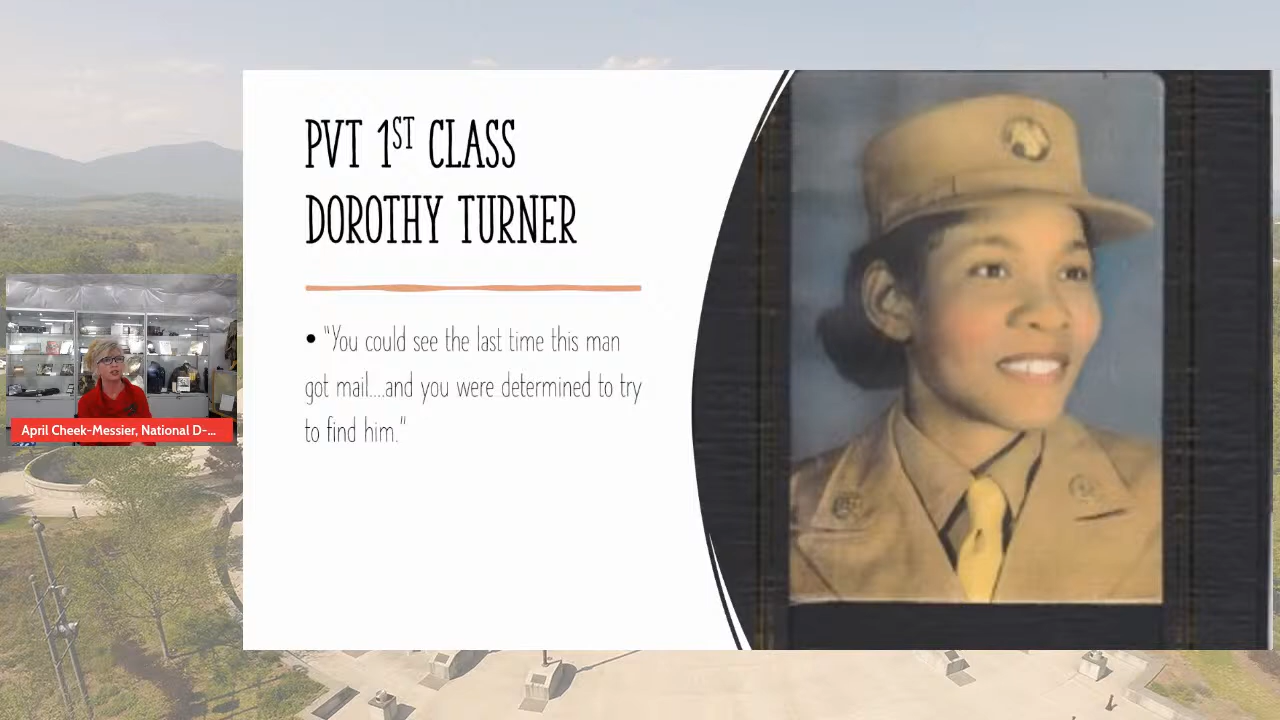 PVT 1ST CLASS
DOROTHY TURNER
• "You could see the last time this man
got mail....and you were determined to try
to find him."
April Cheek-Messier, National D-...